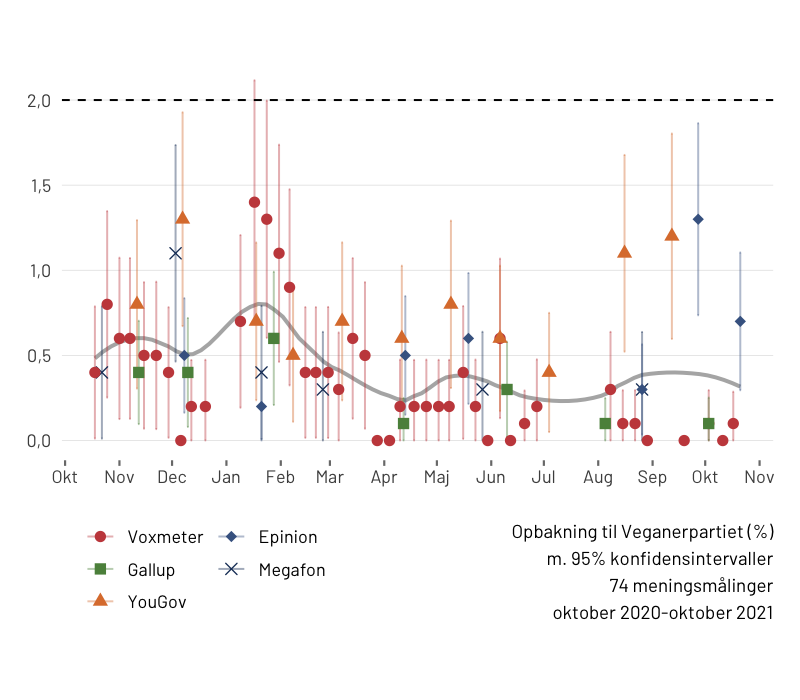 2,0
1,5
1,0
0,5
0,0
Okt Nov Dec Jan Feb Mar Apr Maj Jun Jul Aug Sep Okt Nov
Voxmeter Epinion
Gallup Megafon
YouGov
Opbakning til Veganerpartiet (%)
m. 95% konfidensintervaller
74 meningsmålinger
oktober 2020-oktober 2021